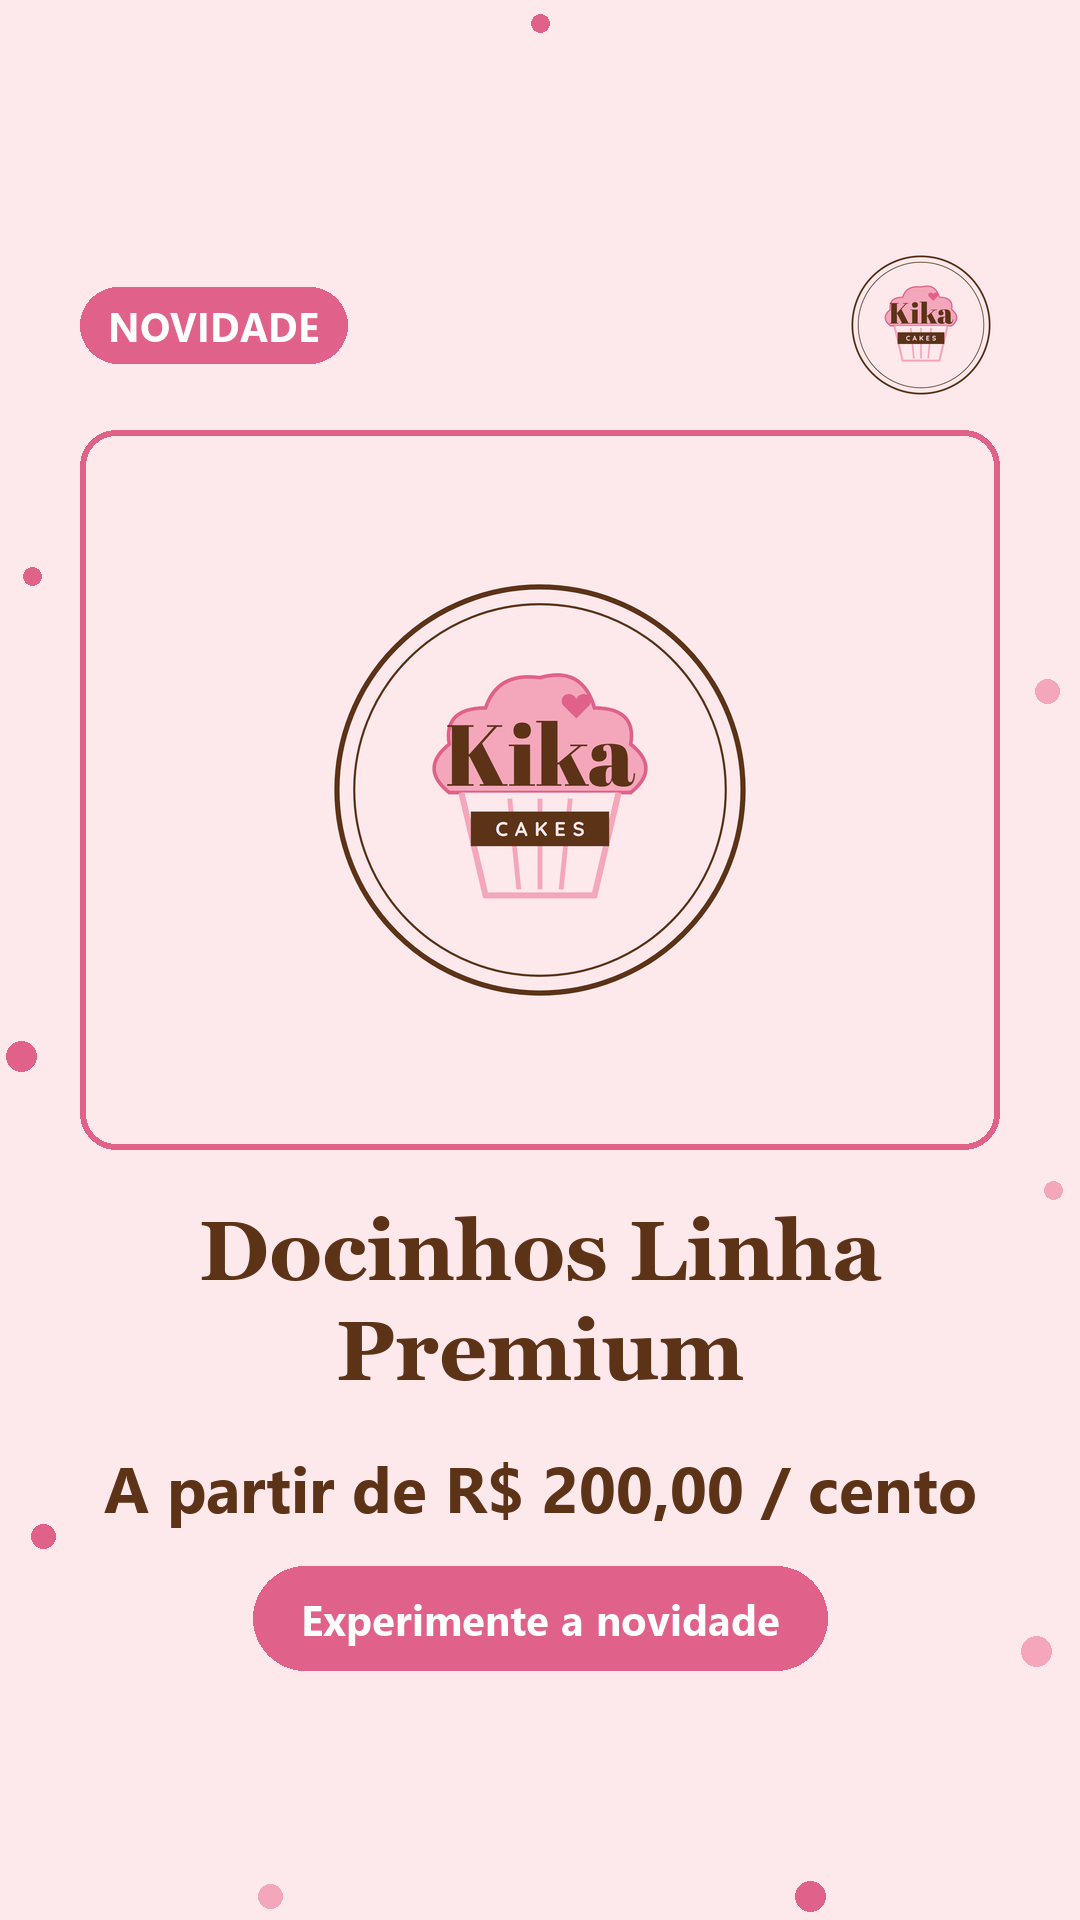 NOVIDADE
Kika
CAKES
Kika
CAKES
Docinhos Linha
Premium
A partir de R$ 200,00 / cento
Experimente a novidade